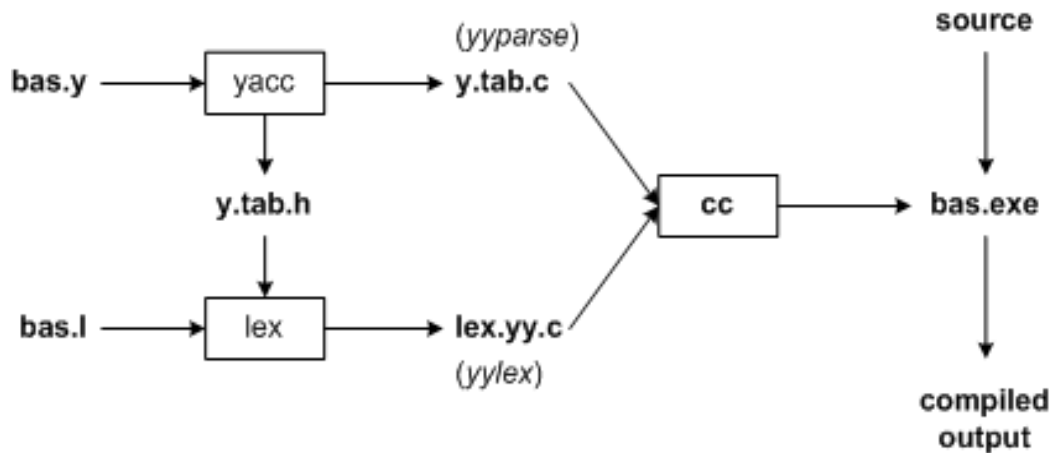 source
(yyparse)
bas.y
yacc
y.tab.c
y.tab.h
cc
bas.exe
bas.l
lex
lex.yy.c
(yylex)
compiled
output